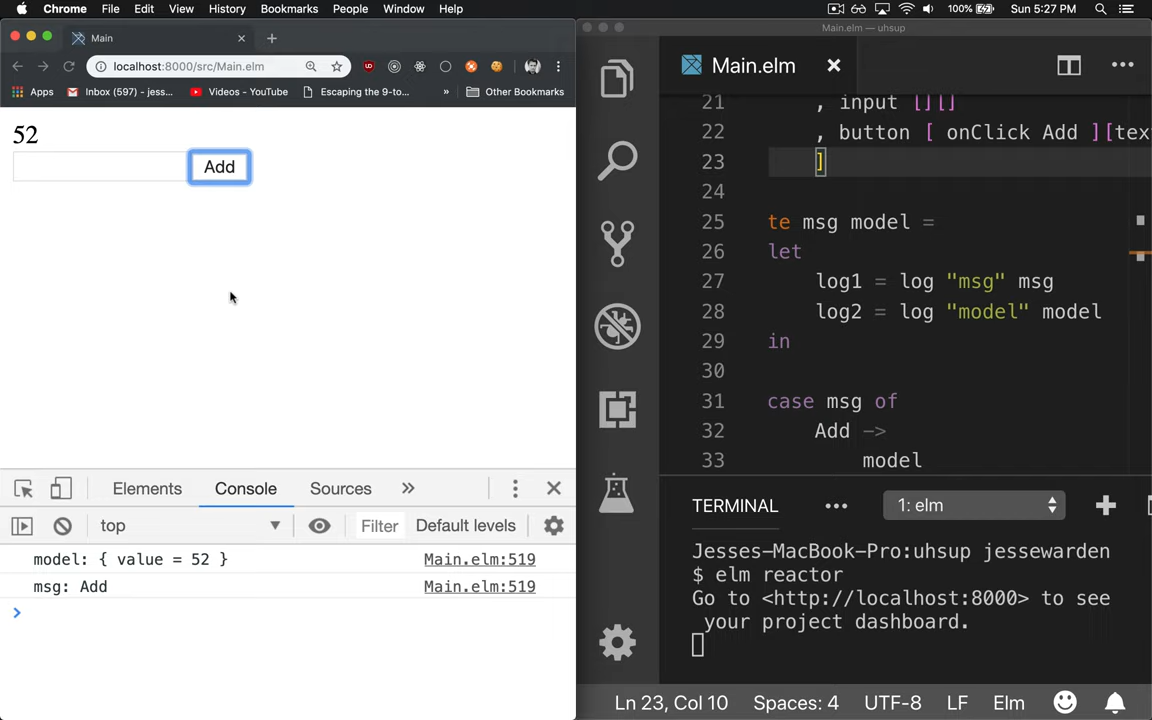 Chrome File Edit View History Bookmarks People Window Help
100% Sun 5:27 PM
Main
localhost:8000/src/Main.elm
Apps Inbox (597) - jess... Videos - YouTube Escaping the 9-to... » Other Bookmarks
52
Add
Elements Console Sources »
top Filter Default levels
model: { value = 52 } Main.elm:519
msg: Add Main.elm:519
>
Main.elm — uhsup
Main.elm
21 , input [][]
22 , button [ onClick Add ][tex
23 ]
24
25 te msg model =
26 let
27 log1 = log "msg" msg
28 log2 = log "model" model
29 in
30
31 case msg of
32 Add ->
33 model
TERMINAL ... 1: elm
Jesses-MacBook-Pro:uhsup jessewarden
$ elm reactor
Go to <http://localhost:8000> to see
your project dashboard.
Ln 23, Col 10 Spaces: 4 UTF-8 LF Elm